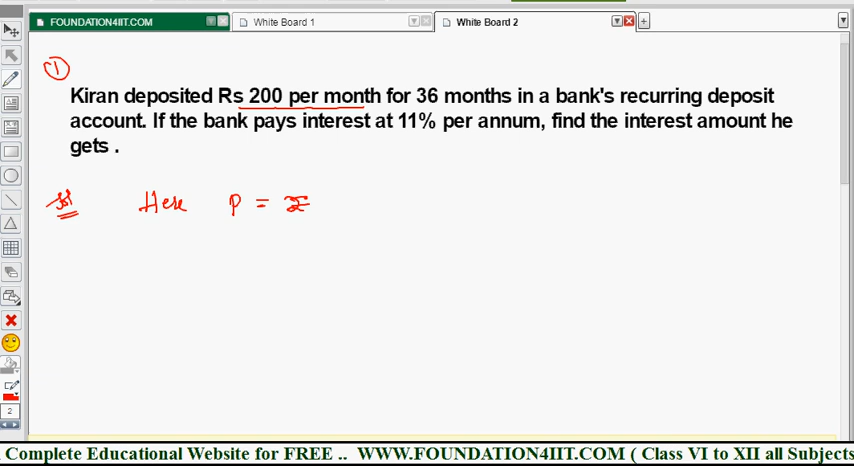 FOUNDATION4IIT.COM White Board 1 White Board 2
1
Kiran deposited Rs 200 per month for 36 months in a bank's recurring deposit
account. If the bank pays interest at 11% per annum, find the interest amount he
gets .
Here P =
2
Complete Educational Website for FREE .. WWW.FOUNDATION4IIT.COM ( Class VI to XII all Subjects